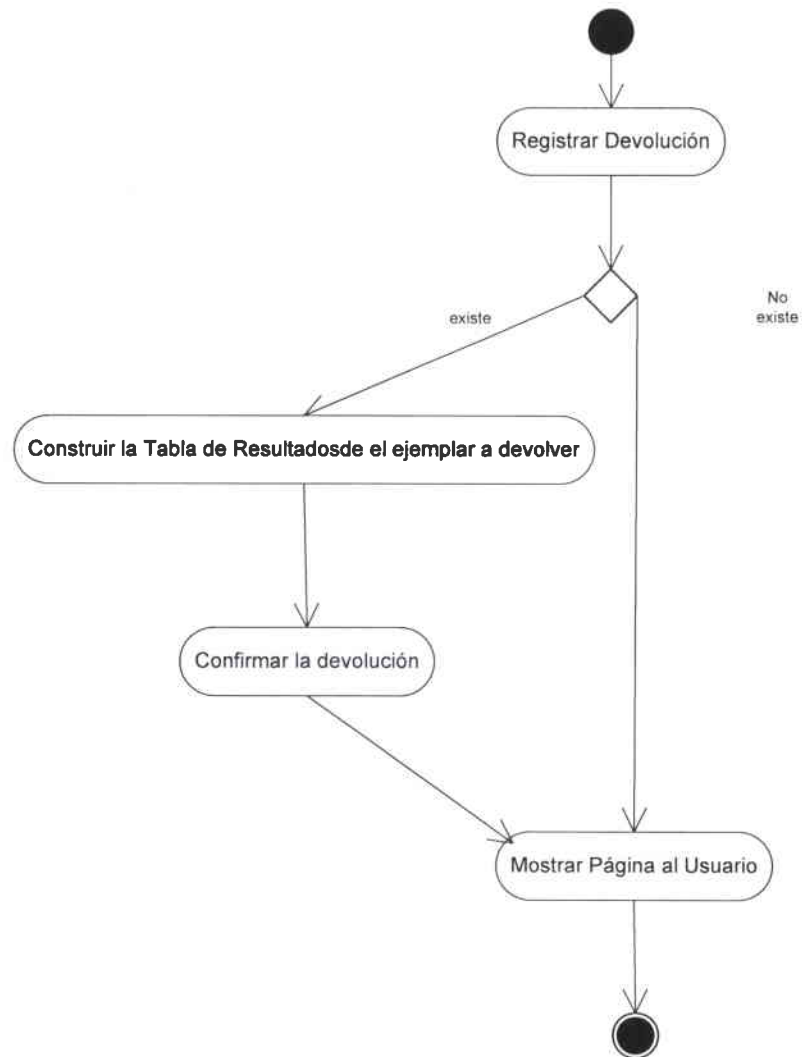 Registrar Devolución
No
existe
existe
Construir la Tabla de Resultadosde el ejemplar a devolver
Confirmar la devolución
Mostrar Página al Usuario